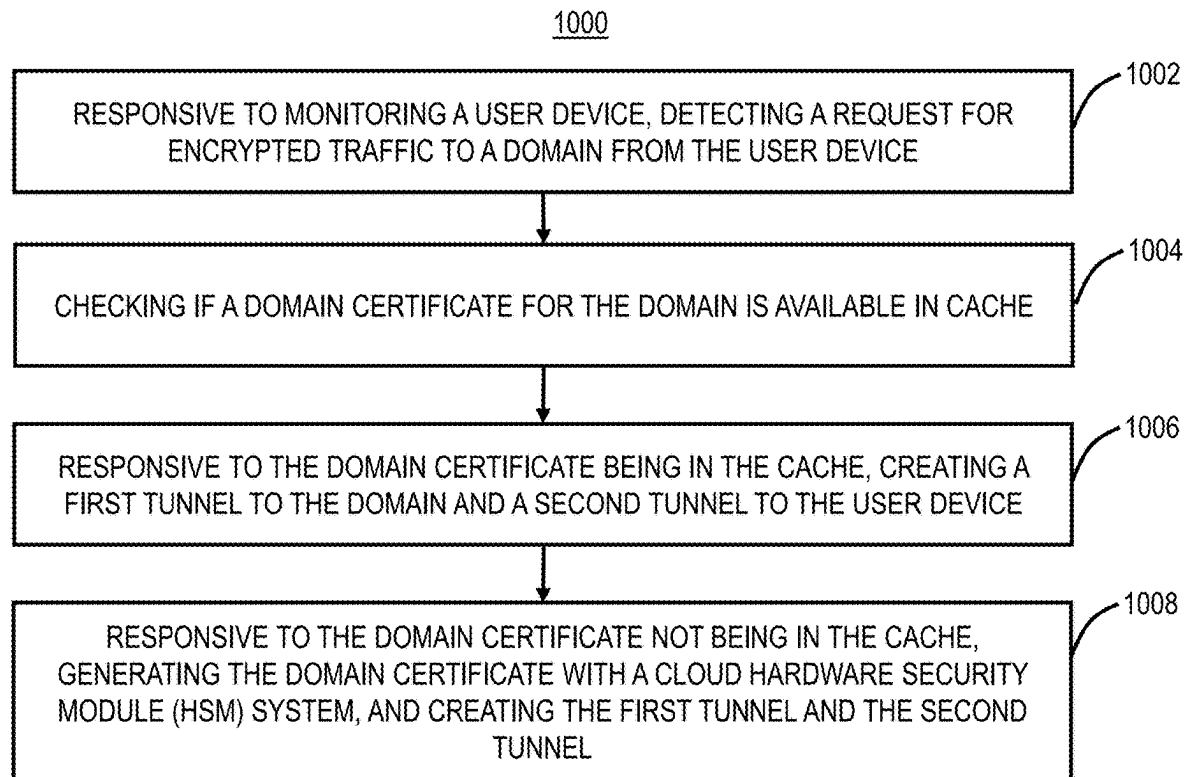 1000
1002
RESPONSIVE TO MONITORING A USER DEVICE, DETECTING A REQUEST FOR
ENCRYPTED TRAFFIC TO A DOMAIN FROM THE USER DEVICE
1004
CHECKING IF A DOMAIN CERTIFICATE FOR THE DOMAIN IS AVAILABLE IN CACHE
1006
RESPONSIVE TO THE DOMAIN CERTIFICATE BEING IN THE CACHE, CREATING A
FIRST TUNNEL TO THE DOMAIN AND A SECOND TUNNEL TO THE USER DEVICE
1008
RESPONSIVE TO THE DOMAIN CERTIFICATE NOT BEING IN THE CACHE,
GENERATING THE DOMAIN CERTIFICATE WITH A CLOUD HARDWARE SECURITY
MODULE (HSM) SYSTEM, AND CREATING THE FIRST TUNNEL AND THE SECOND
TUNNEL